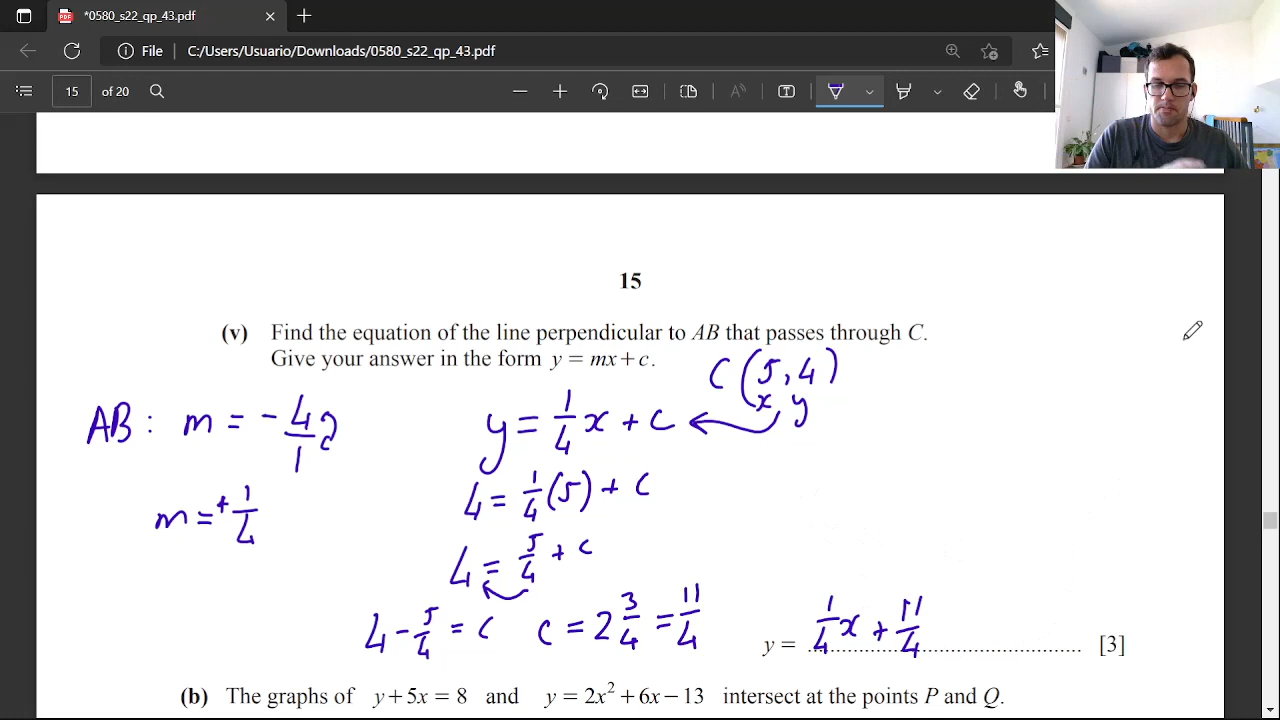 *0580_s22_qp_43.pdf
File | C:/Users/Usuario/Downloads/0580_s22_qp_43.pdf
15 of 20
15
(v) Find the equation of the line perpendicular to AB that passes through C.
Give your answer in the form y = mx + c.
C (5, 4)
x y
AB : m = -4/1
y = 1/4 x + c
m = +1/4
4 = 1/4 (5) + c
4 = 5/4 + c
4 - 5/4 = c c = 2 3/4 = 11/4
y = 1/4 x + 11/4 [3]
(b) The graphs of y + 5x = 8 and y = 2x² + 6x − 13 intersect at the points P and Q.